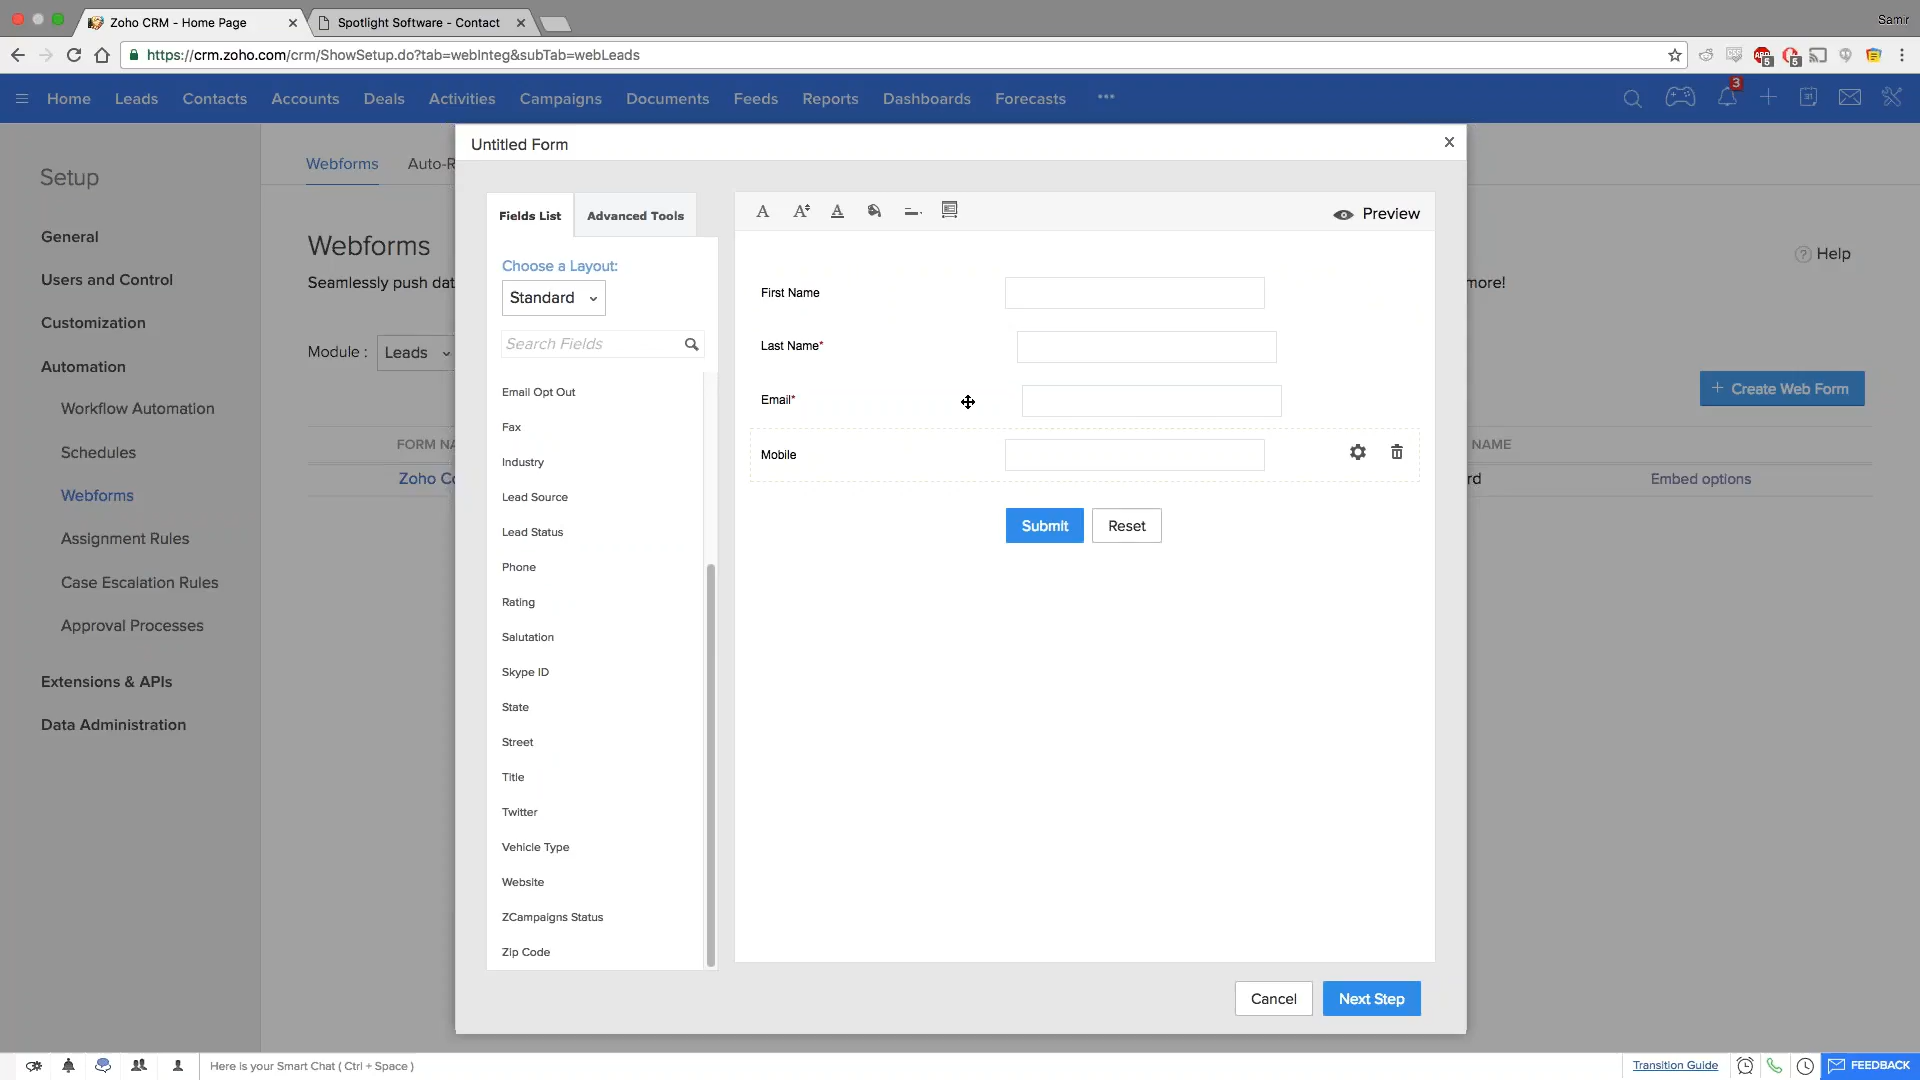 Zoho CRM - Home Page
Spotlight Software - Contact
Samir
https://crm.zoho.com/crm/ShowSetup.do?tab=webInteg&subTab=webLeads
5
5
Home Leads Contacts Accounts Deals Activities Campaigns Documents Feeds Reports Dashboards Forecasts
3
31
Untitled Form
Setup
Webforms Auto-R
General
Users and Control
Customization
Automation
Workflow Automation
Schedules
Webforms
Assignment Rules
Case Escalation Rules
Approval Processes
Extensions & APIs
Data Administration
Webforms
Seamlessly push dat
more!
Help
Module : Leads
+ Create Web Form
FORM NA
NAME
Zoho Co
rd
Embed options
Fields List
Advanced Tools
Choose a Layout:
Standard
Search Fields
Email Opt Out
Fax
Industry
Lead Source
Lead Status
Phone
Rating
Salutation
Skype ID
State
Street
Title
Twitter
Vehicle Type
Website
ZCampaigns Status
Zip Code
A A A
Preview
First Name
Last Name*
Email*
Mobile
Submit Reset
Cancel Next Step
Here is your Smart Chat ( Ctrl + Space )
Transition Guide
FEEDBACK